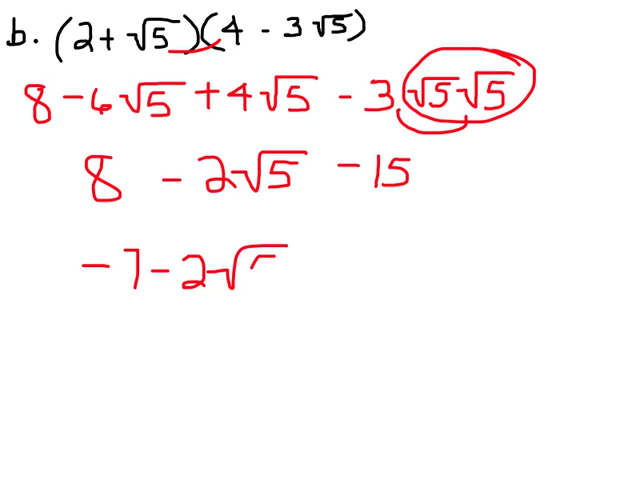 b. (2 + √5)(4 - 3√5)
8 - 6√5 + 4√5 - 3√5√5
8 - 2√5 - 15
-7 - 2√5